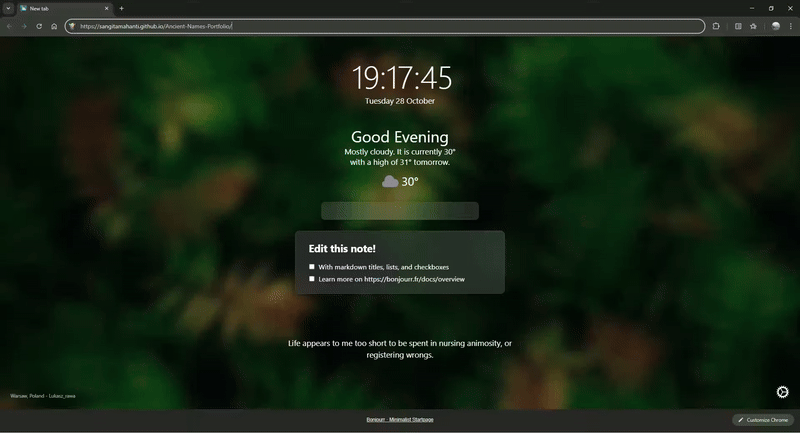 New tab
https://sangitamahanti.github.io/Ancient-Names-Portfolio/
19:17:45
Tuesday 28 October
Good Evening
Mostly cloudy. It is currently 30°
with a high of 31° tomorrow.
30°
Edit this note!
With markdown titles, lists, and checkboxes
Learn more on https://bonjourr.fr/docs/overview
Life appears to me too short to be spent in nursing animosity, or
registering wrongs.
Warsaw, Poland - Lukasz_rawa
Bonjourr · Minimalist Startpage
Customize Chrome